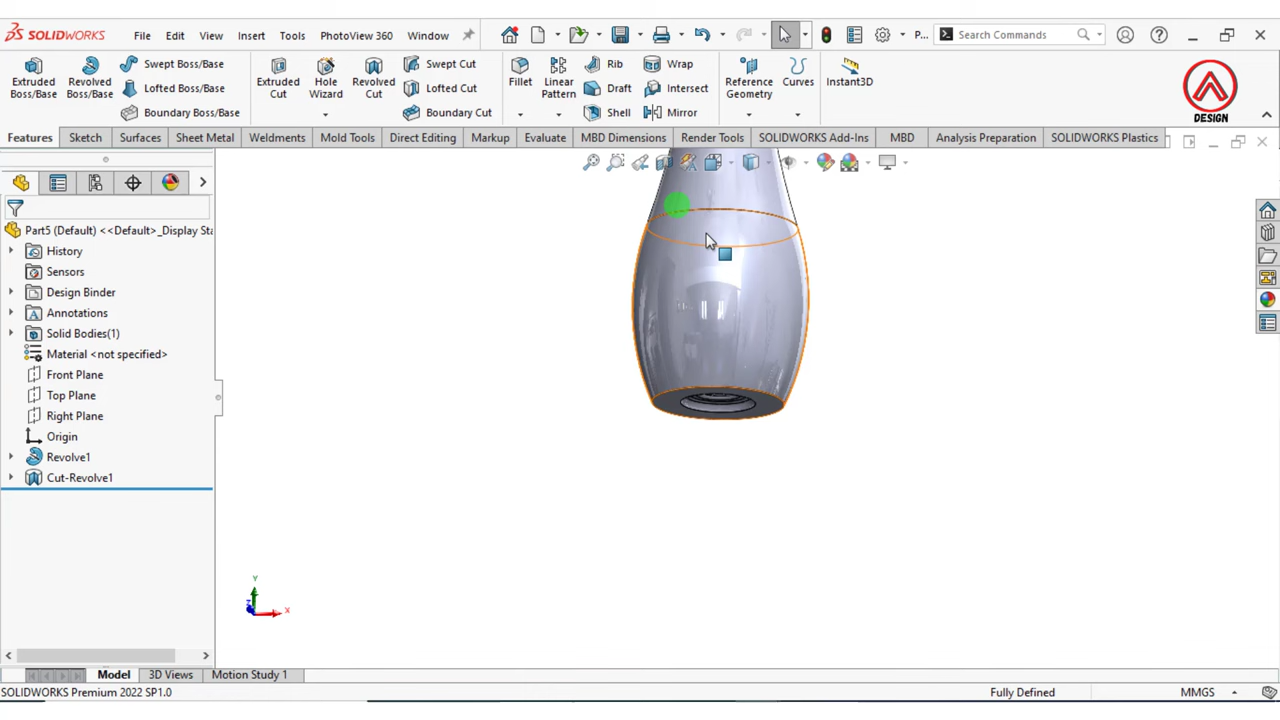 SOLIDWORKS File Edit View Insert Tools PhotoView 360 Window P... Search Commands
Extruded Boss/Base
Revolved Boss/Base
Swept Boss/Base
Lofted Boss/Base
Boundary Boss/Base
Extruded Cut
Hole Wizard
Revolved Cut
Swept Cut
Lofted Cut
Boundary Cut
Fillet
Linear Pattern
Rib
Draft
Shell
Wrap
Intersect
Mirror
Reference Geometry
Curves
Instant3D
DESIGN
Features Sketch Surfaces Sheet Metal Weldments Mold Tools Direct Editing Markup Evaluate MBD Dimensions Render Tools SOLIDWORKS Add-Ins MBD Analysis Preparation SOLIDWORKS Plastics
Part5 (Default) <<Default>_Display Sta
History
Sensors
Design Binder
Annotations
Solid Bodies(1)
Material <not specified>
Front Plane
Top Plane
Right Plane
Origin
Revolve1
Cut-Revolve1
Y
Z
X
Model 3D Views Motion Study 1
SOLIDWORKS Premium 2022 SP1.0 Fully Defined MMGS